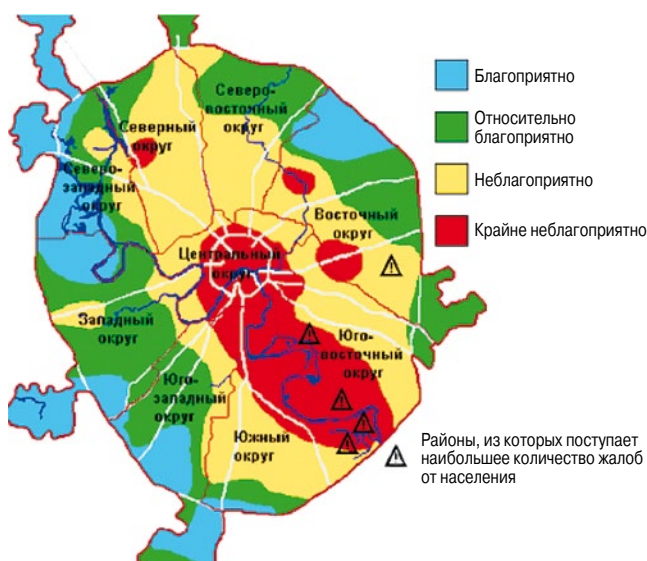 Северо-
восточный
округ
Северный
округ
Северо-
западный
округ
Восточный
округ
Центральный
округ
Западный
округ
Юго-
восточный
округ
Юго-
западный
округ
Южный
округ
Благоприятно
Относительно
благоприятно
Неблагоприятно
Крайне неблагоприятно
Районы, из которых поступает
наибольшее количество жалоб
от населения